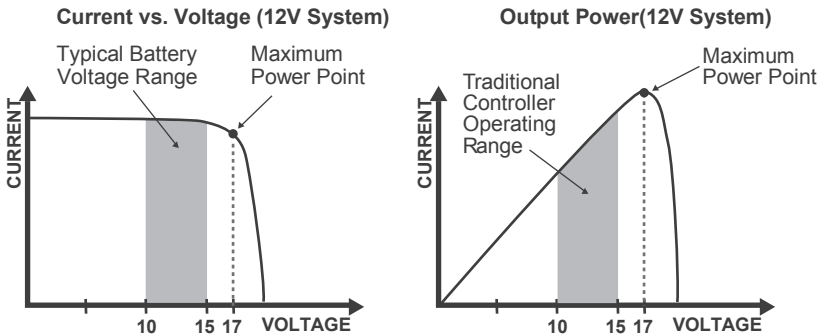 Current vs. Voltage (12V System)
Typical Battery
Voltage Range
Maximum
Power Point
CURRENT
10 15 17 VOLTAGE
Output Power(12V System)
Traditional
Controller
Operating
Range
Maximum
Power Point
CURRENT
10 15 17 VOLTAGE